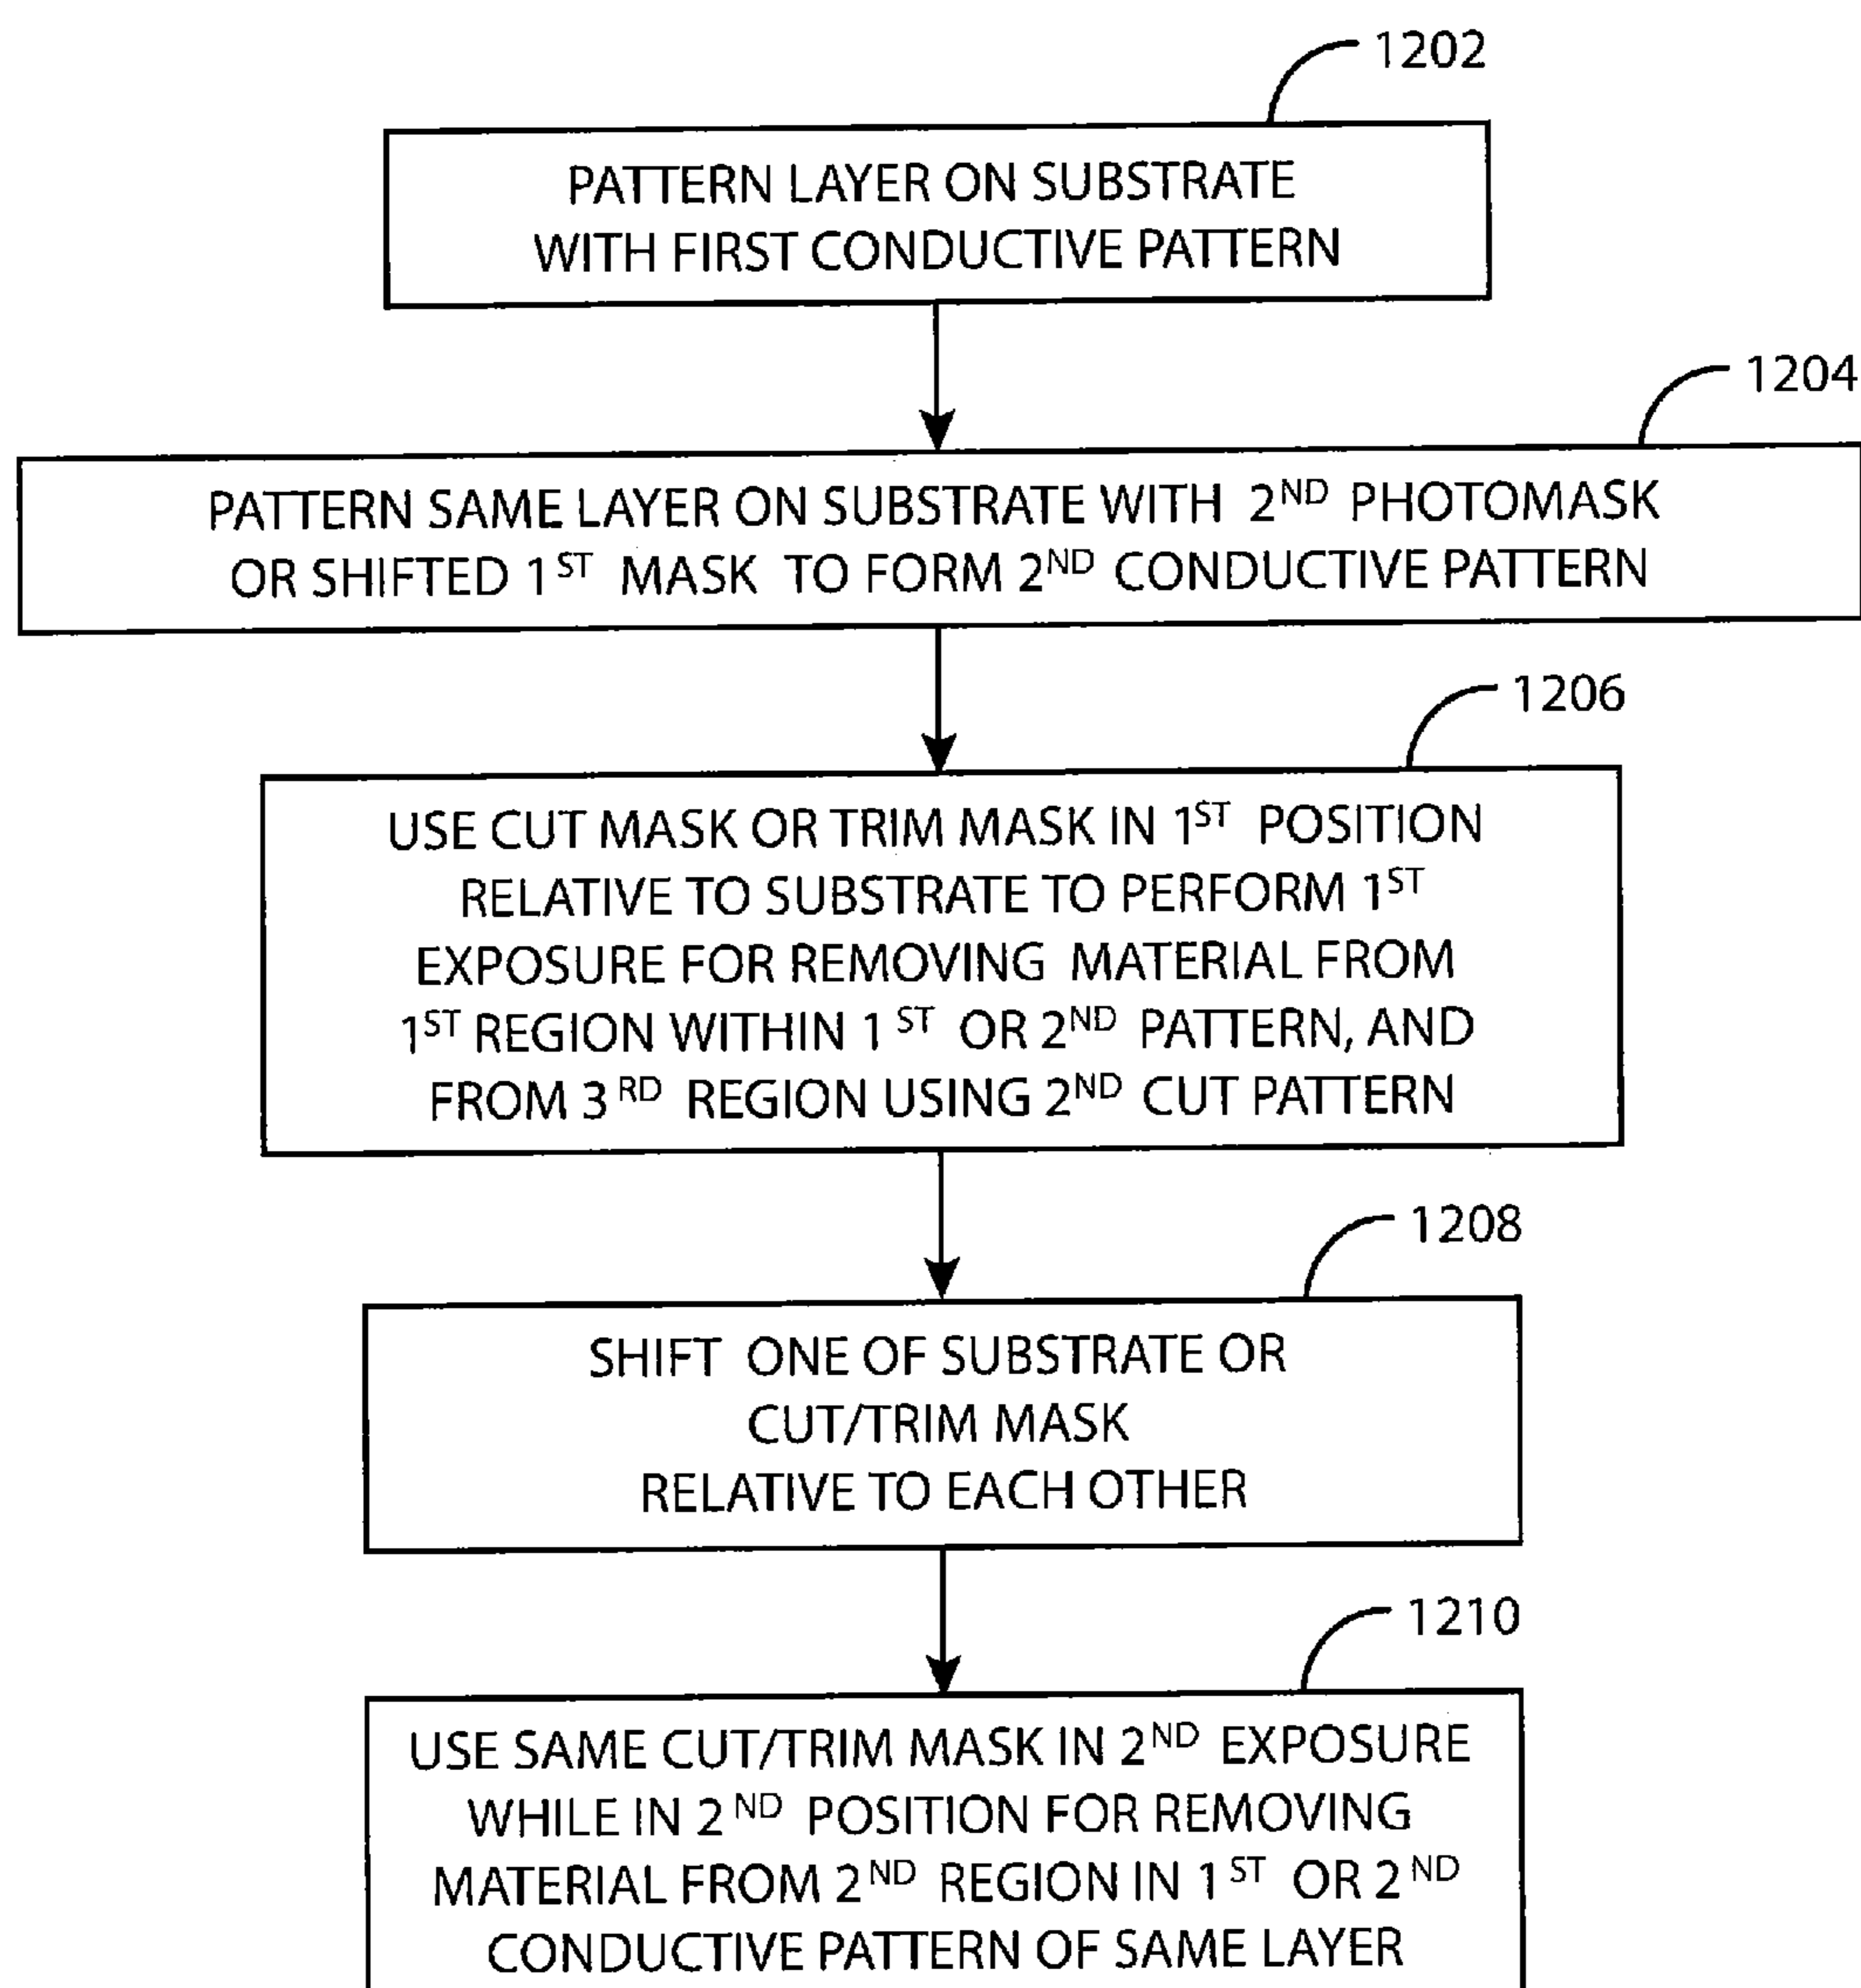 1202
PATTERN LAYER ON SUBSTRATE
WITH FIRST CONDUCTIVE PATTERN
1204
PATTERN SAME LAYER ON SUBSTRATE WITH 2ND PHOTOMASK
OR SHIFTED 1ST MASK TO FORM 2ND CONDUCTIVE PATTERN
1206
USE CUT MASK OR TRIM MASK IN 1ST POSITION
RELATIVE TO SUBSTRATE TO PERFORM 1ST
EXPOSURE FOR REMOVING MATERIAL FROM
1ST REGION WITHIN 1ST OR 2ND PATTERN, AND
FROM 3RD REGION USING 2ND CUT PATTERN
1208
SHIFT ONE OF SUBSTRATE OR
CUT/TRIM MASK
RELATIVE TO EACH OTHER
1210
USE SAME CUT/TRIM MASK IN 2ND EXPOSURE
WHILE IN 2ND POSITION FOR REMOVING
MATERIAL FROM 2ND REGION IN 1ST OR 2ND
CONDUCTIVE PATTERN OF SAME LAYER